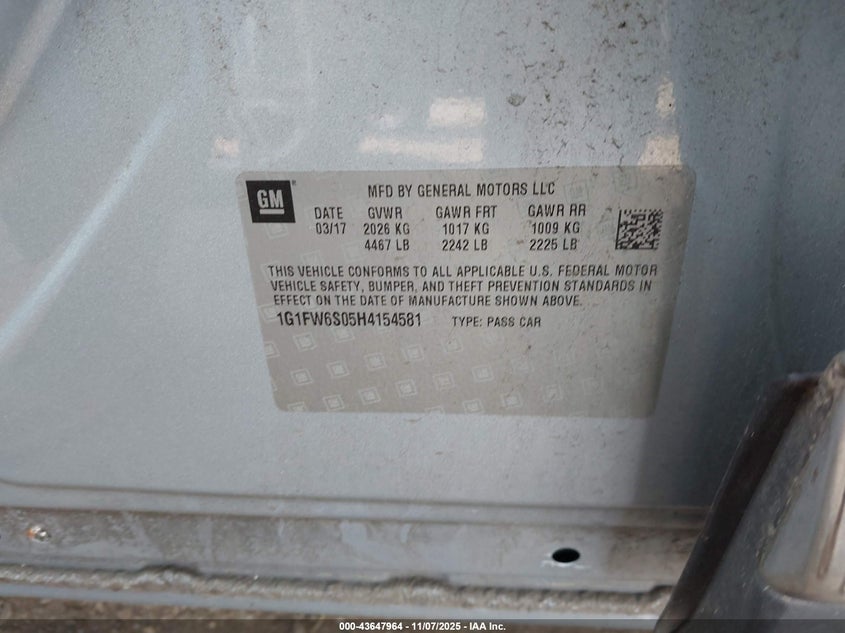 GM
MFD BY GENERAL MOTORS LLC
DATE GVWR GAWR FRT GAWR RR
03/17 2026 KG 1017 KG 1009 KG
4467 LB 2242 LB 2225 LB
THIS VEHICLE CONFORMS TO ALL APPLICABLE U.S. FEDERAL MOTOR
VEHICLE SAFETY, BUMPER, AND THEFT PREVENTION STANDARDS IN
EFFECT ON THE DATE OF MANUFACTURE SHOWN ABOVE.
1G1FW6S05H4154581 TYPE: PASS CAR
000-43647964 - 11/07/2025 - IAA Inc.